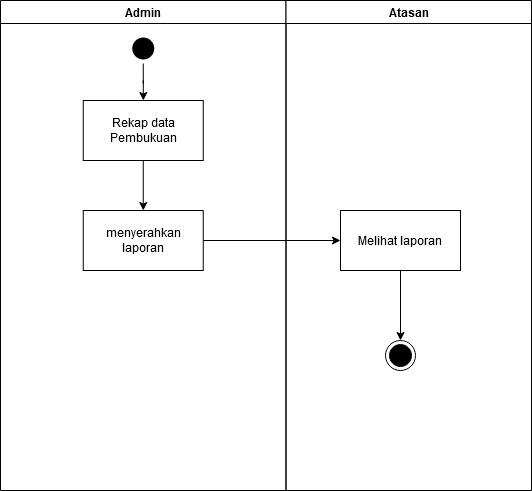 Admin
Atasan
Rekap data
Pembukuan
menyerahkan
laporan
Melihat laporan